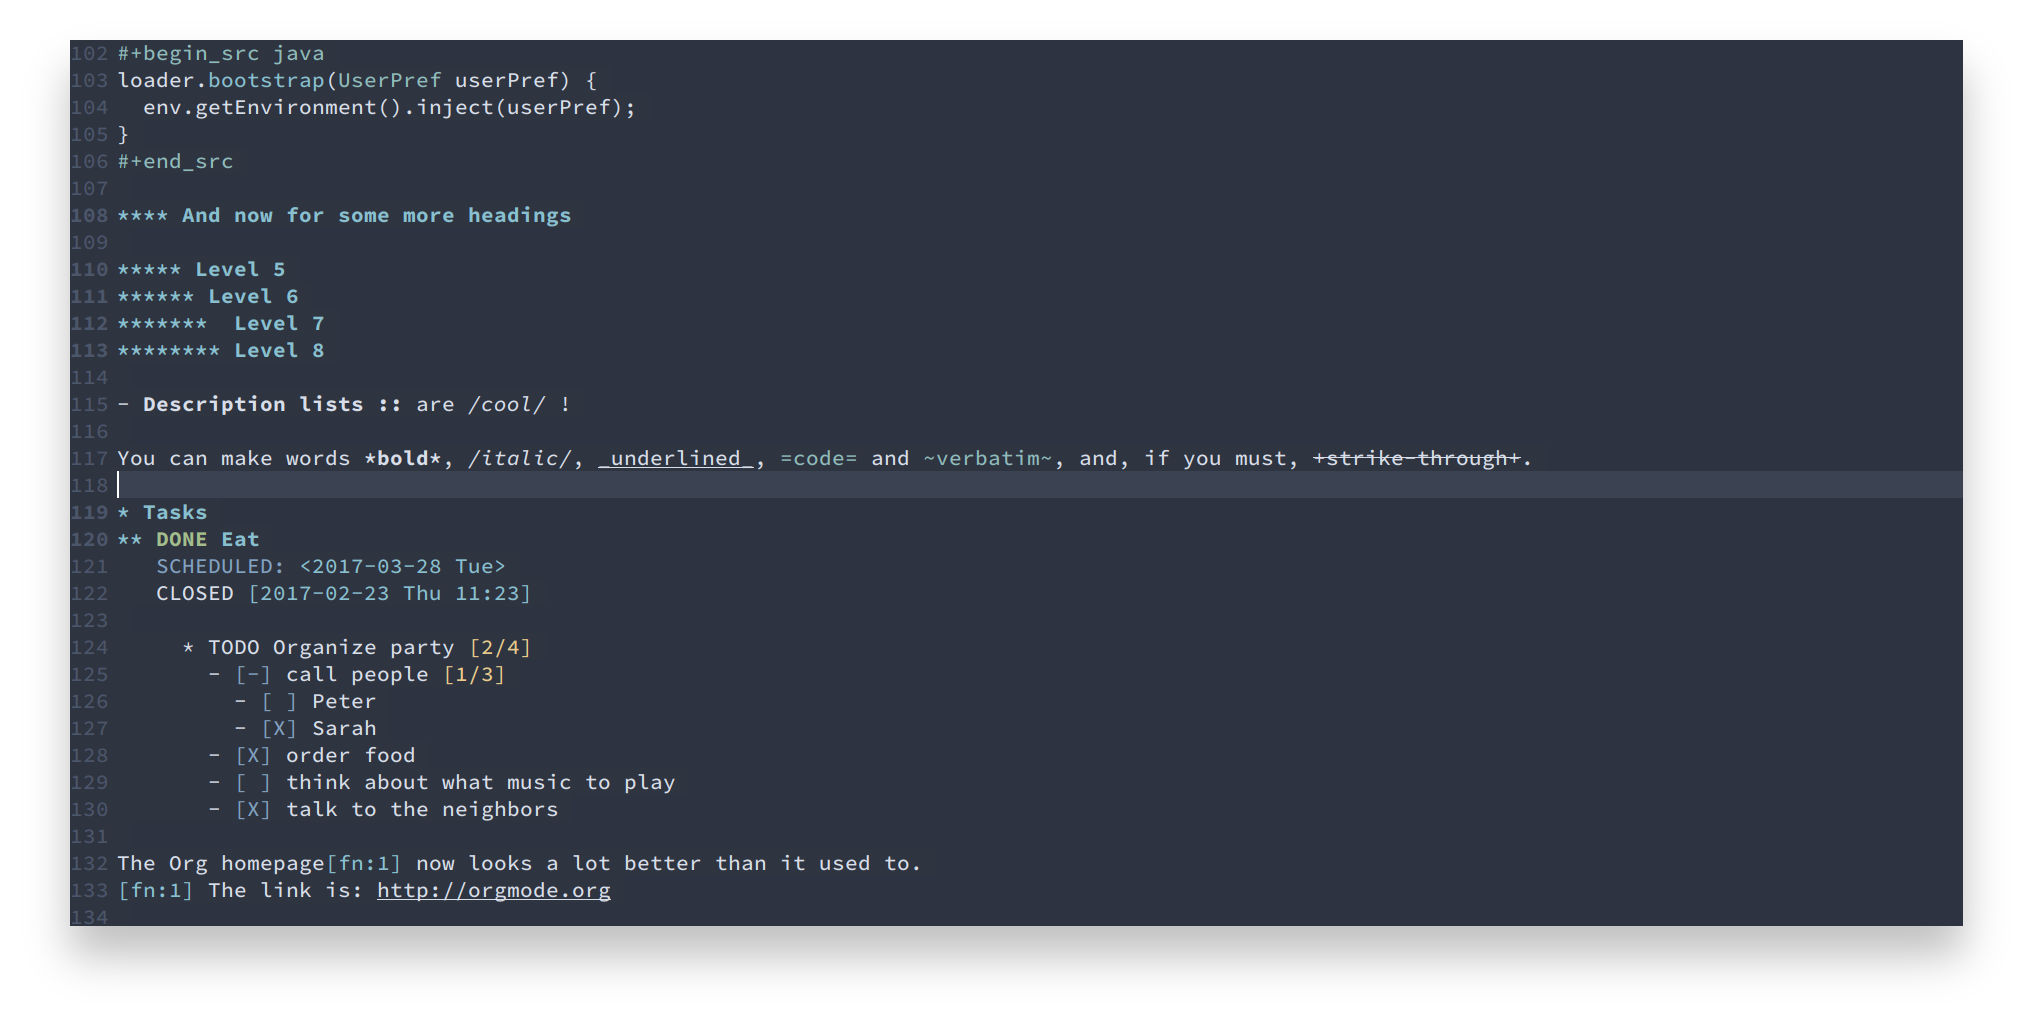 102 #+begin_src java
103 loader.bootstrap(UserPref userPref) {
104   env.getEnvironment().inject(userPref);
105 }
106 #+end_src
107
108 **** And now for some more headings
109
110 ***** Level 5
111 ****** Level 6
112 *******  Level 7
113 ******** Level 8
114
115 - Description lists :: are /cool/ !
116
117 You can make words *bold*, /italic/, _underlined_, =code= and ~verbatim~, and, if you must, +strike-through+.
118
119 * Tasks
120 ** DONE Eat
121    SCHEDULED: <2017-03-28 Tue>
122    CLOSED [2017-02-23 Thu 11:23]
123
124      * TODO Organize party [2/4]
125        - [-] call people [1/3]
126          - [ ] Peter
127          - [X] Sarah
128        - [X] order food
129        - [ ] think about what music to play
130        - [X] talk to the neighbors
131
132 The Org homepage[fn:1] now looks a lot better than it used to.
133 [fn:1] The link is: http://orgmode.org
134